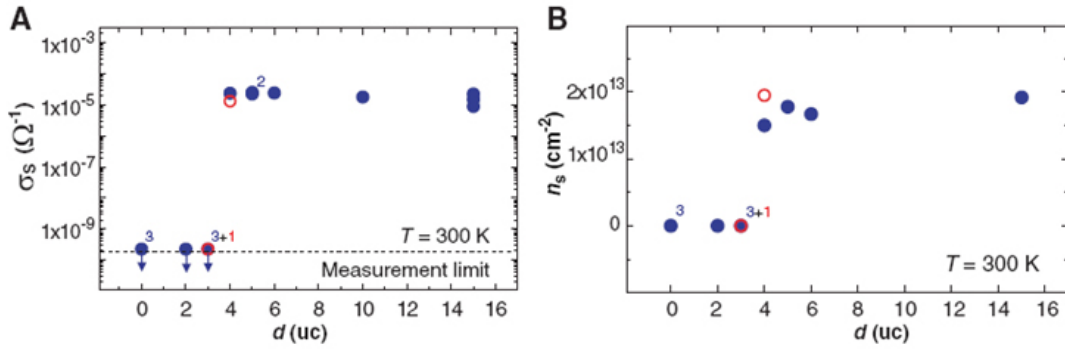 A
B
σS (Ω-1)
1x10-3
1x10-5
1x10-7
1x10-9
2
3
3+1
T = 300 K
Measurement limit
0 2 4 6 8 10 12 14 16
d (uc)
ns (cm-2)
2x1013
1x1013
0
3
3+1
T = 300 K
0 2 4 6 8 10 12 14 16
d (uc)